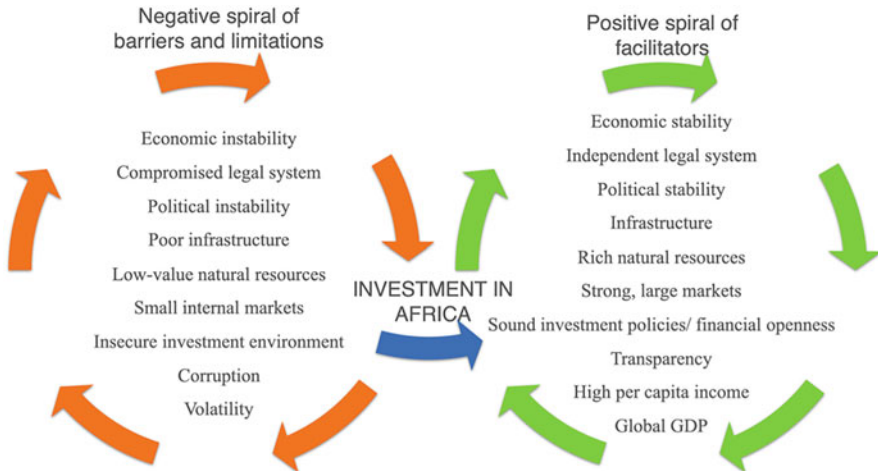 Negative spiral of
barriers and limitations
Economic instability
Compromised legal system
Political instability
Poor infrastructure
Low-value natural resources
Small internal markets
Insecure investment environment
Corruption
Volatility
INVESTMENT IN
AFRICA
Positive spiral of
facilitators
Economic stability
Independent legal system
Political stability
Infrastructure
Rich natural resources
Strong, large markets
Sound investment policies/ financial openness
Transparency
High per capita income
Global GDP